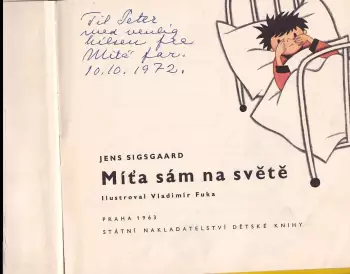 Til Peter
med venlig
hilsen fra
Mito far.
10.10. 1972.
JENS SIGSGAARD
Míťa sám na světě
Ilustroval Vladimír Fuka
PRAHA 1963
STÁTNÍ NAKLADATELSTVÍ DĚTSKÉ KNIHY